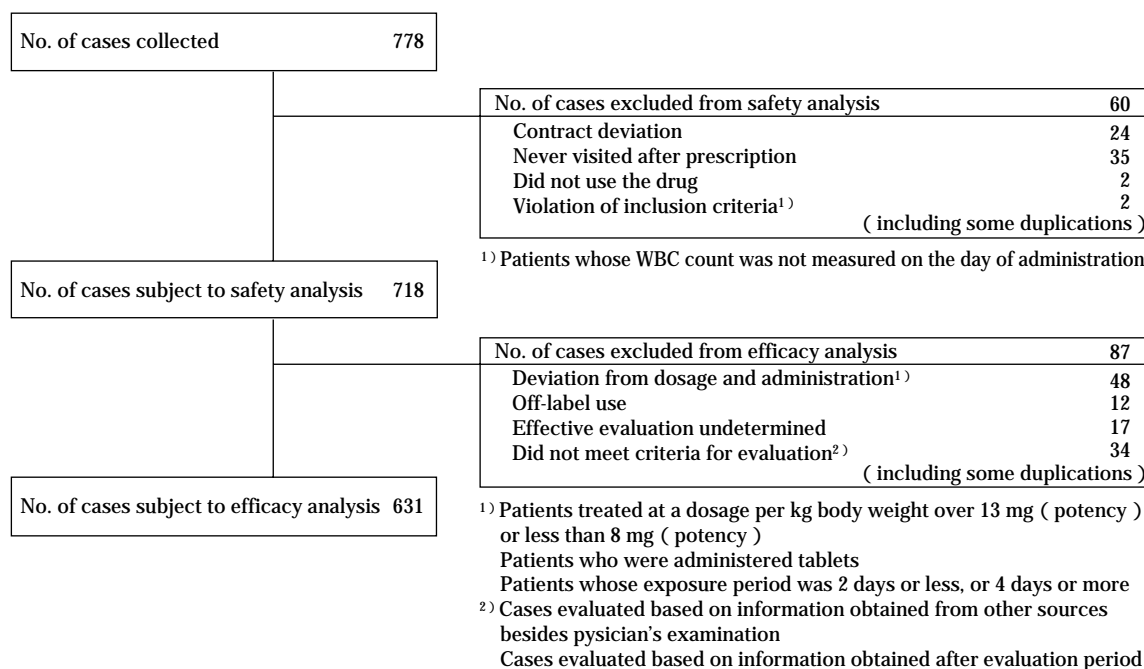 No. of cases collected 778
No. of cases excluded from safety analysis 60
Contract deviation 24
Never visited after prescription 35
Did not use the drug 2
Violation of inclusion criteria1) 2
( including some duplications )
1) Patients whose WBC count was not measured on the day of administration
No. of cases subject to safety analysis 718
No. of cases excluded from efficacy analysis 87
Deviation from dosage and administration1) 48
Off-label use 12
Effective evaluation undetermined 17
Did not meet criteria for evaluation2) 34
( including some duplications )
No. of cases subject to efficacy analysis 631
1) Patients treated at a dosage per kg body weight over 13 mg ( potency )
or less than 8 mg ( potency )
Patients who were administered tablets
Patients whose exposure period was 2 days or less, or 4 days or more
2) Cases evaluated based on information obtained from other sources
besides pysician's examination
Cases evaluated based on information obtained after evaluation period